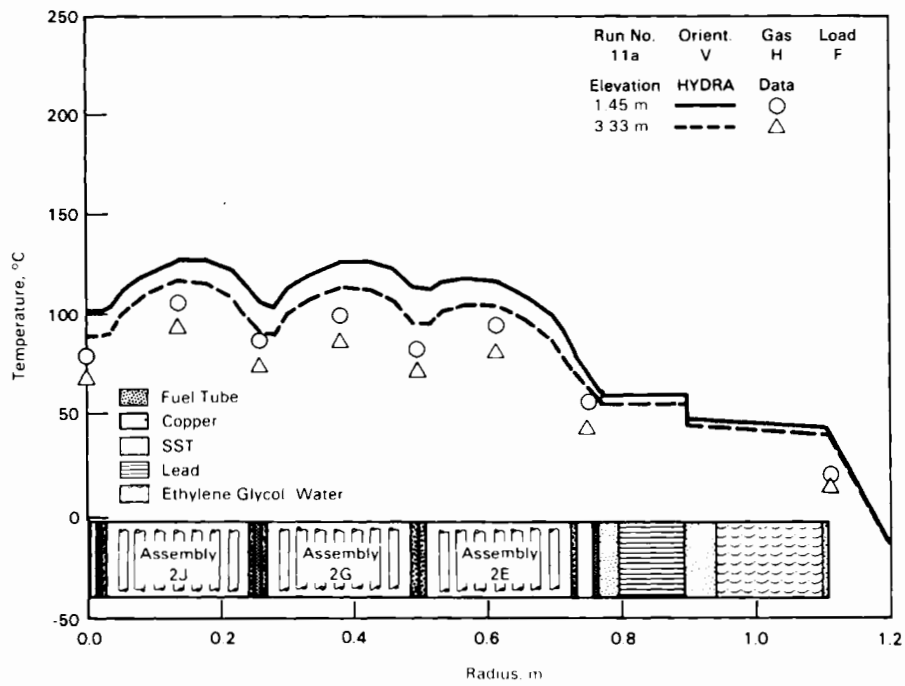 250
200
150
100
50
0
-50
Temperature, °C
Run No. Orient. Gas Load
11a V H F
Elevation HYDRA Data
1.45 m
3.33 m
Fuel Tube
Copper
SST
Lead
Ethylene Glycol Water
Assembly 2J
Assembly 2G
Assembly 2E
0.0 0.2 0.4 0.6 0.8 1.0 1.2
Radius, m